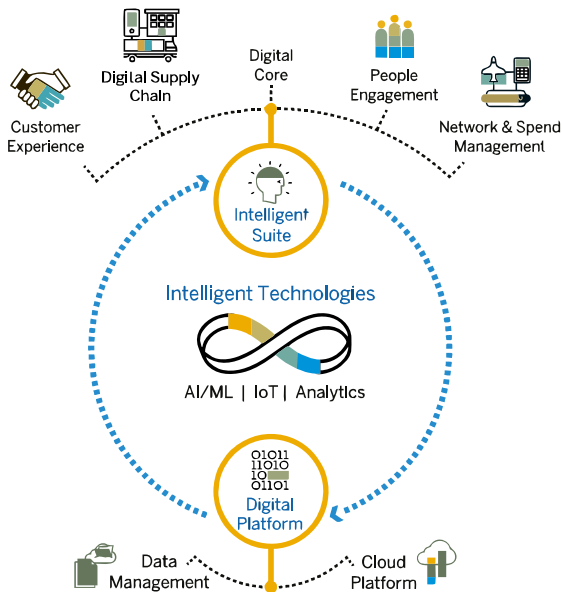 Digital
Core
Digital Supply
Chain
People
Engagement
Customer
Experience
Network & Spend
Management
Intelligent
Suite
Intelligent Technologies
AI/ML | IoT | Analytics
01011
11010
10
01101
Digital
Platform
Data
Management
Cloud
Platform